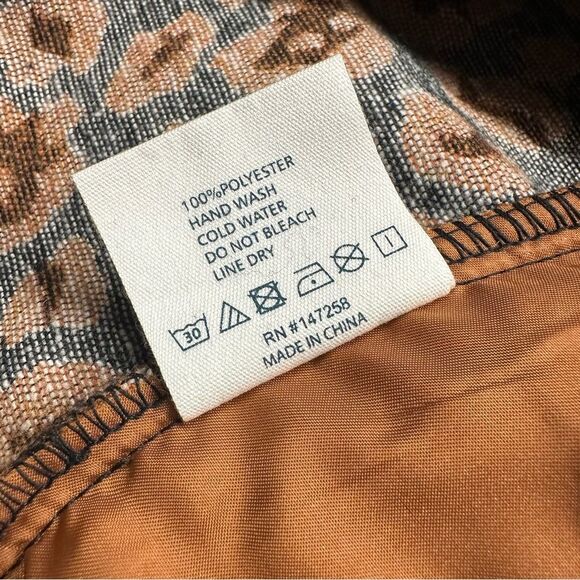 100%POLYESTER
HAND WASH
COLD WATER
DO NOT BLEACH
LINE DRY
30
RN #147258
MADE IN CHINA